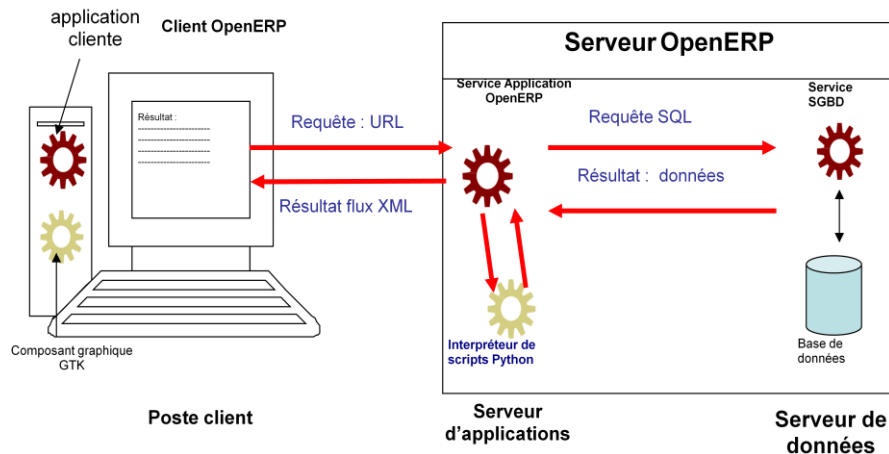 application
cliente
Client OpenERP
Résultat :
Requête : URL
Résultat flux XML
Composant graphique
GTK
Poste client
Serveur OpenERP
Service Application
OpenERP
Service
SGBD
Requête SQL
Résultat : données
Interpréteur de
scripts Python
Base de
données
Serveur
d'applications
Serveur de
données